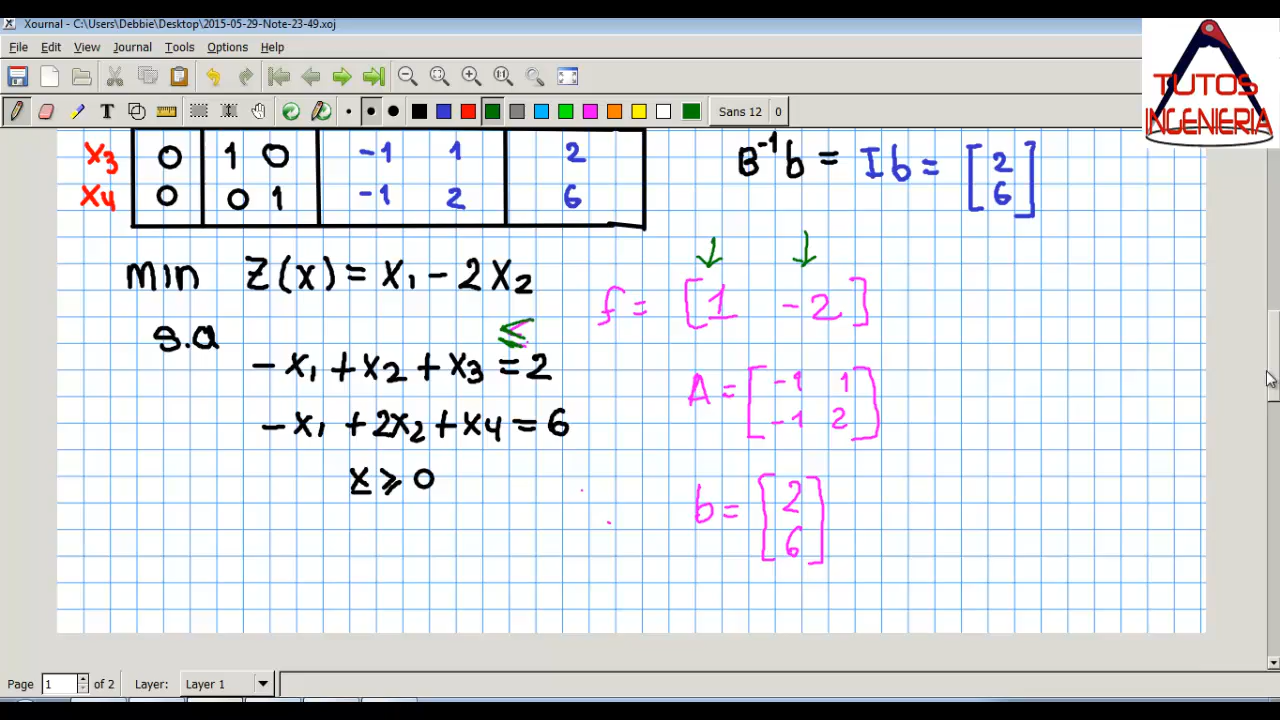 Xournal - C:\Users\Debbie\Desktop\2015-05-29-Note-23-49.xoj
File Edit View Journal Tools Options Help
Sans 12 0
TUTOS
INGENIERIA
X3 0 1 0 -1 1 2
X4 0 0 1 -1 2 6
B⁻¹b = Ib = [2 6]
min Z(x) = X1 - 2X2
f = [1 -2]
s.a
≤
-X1 + X2 + X3 = 2
A = [-1 1
-1 2]
-X1 + 2X2 + X4 = 6
x ≥ 0
b = [2
6]
Page 1 of 2 Layer: Layer 1